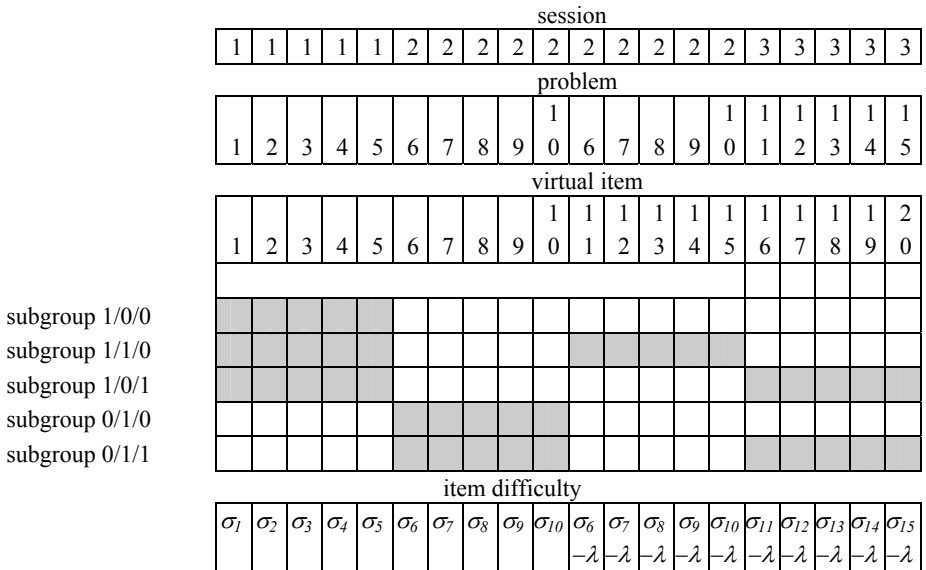 session
1 1 1 1 1 2 2 2 2 2 2 2 2 2 2 3 3 3 3 3
problem
1 1 1 1 1 1 1
1 2 3 4 5 6 7 8 9 0 6 7 8 9 0 1 2 3 4 5
virtual item
1 1 1 1 1 1 1 1 1 1 2
1 2 3 4 5 6 7 8 9 0 1 2 3 4 5 6 7 8 9 0
subgroup 1/0/0
subgroup 1/1/0
subgroup 1/0/1
subgroup 0/1/0
subgroup 0/1/1
item difficulty
σ1 σ2 σ3 σ4 σ5 σ6 σ7 σ8 σ9 σ10 σ6 σ7 σ8 σ9 σ10 σ11 σ12 σ13 σ14 σ15
−λ −λ −λ −λ −λ −λ −λ −λ −λ −λ